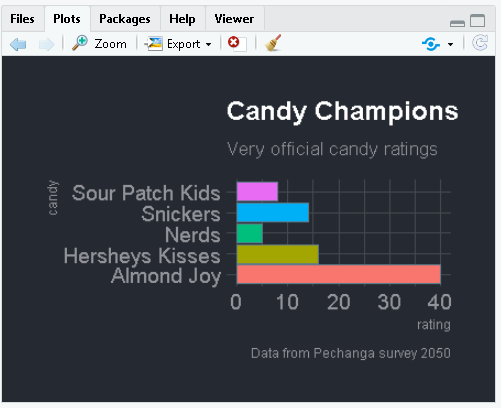 Files Plots Packages Help Viewer
Zoom Export
Candy Champions
Very official candy ratings
candy
Sour Patch Kids
Snickers
Nerds
Hersheys Kisses
Almond Joy
0 10 20 30 40
rating
Data from Pechanga survey 2050